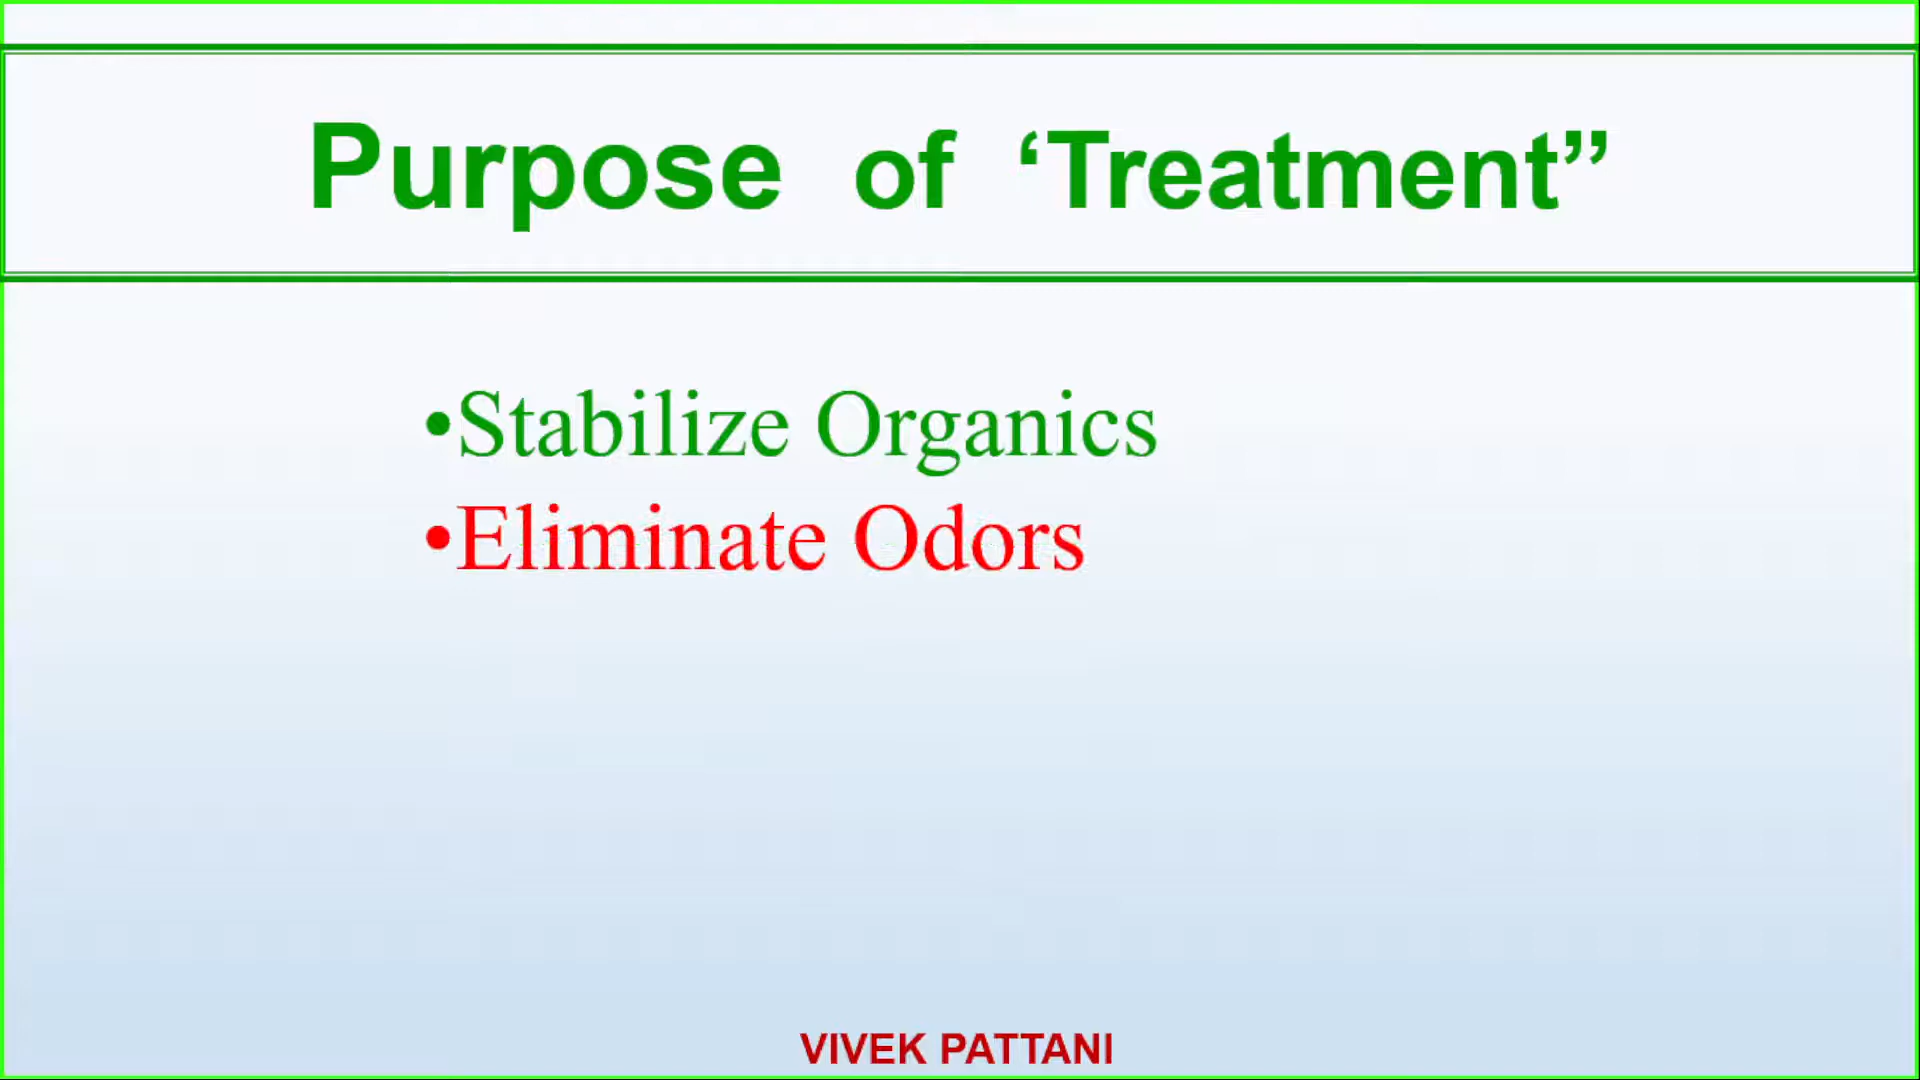 Purpose of ‘Treatment”
•Stabilize Organics
•Eliminate Odors
VIVEK PATTANI